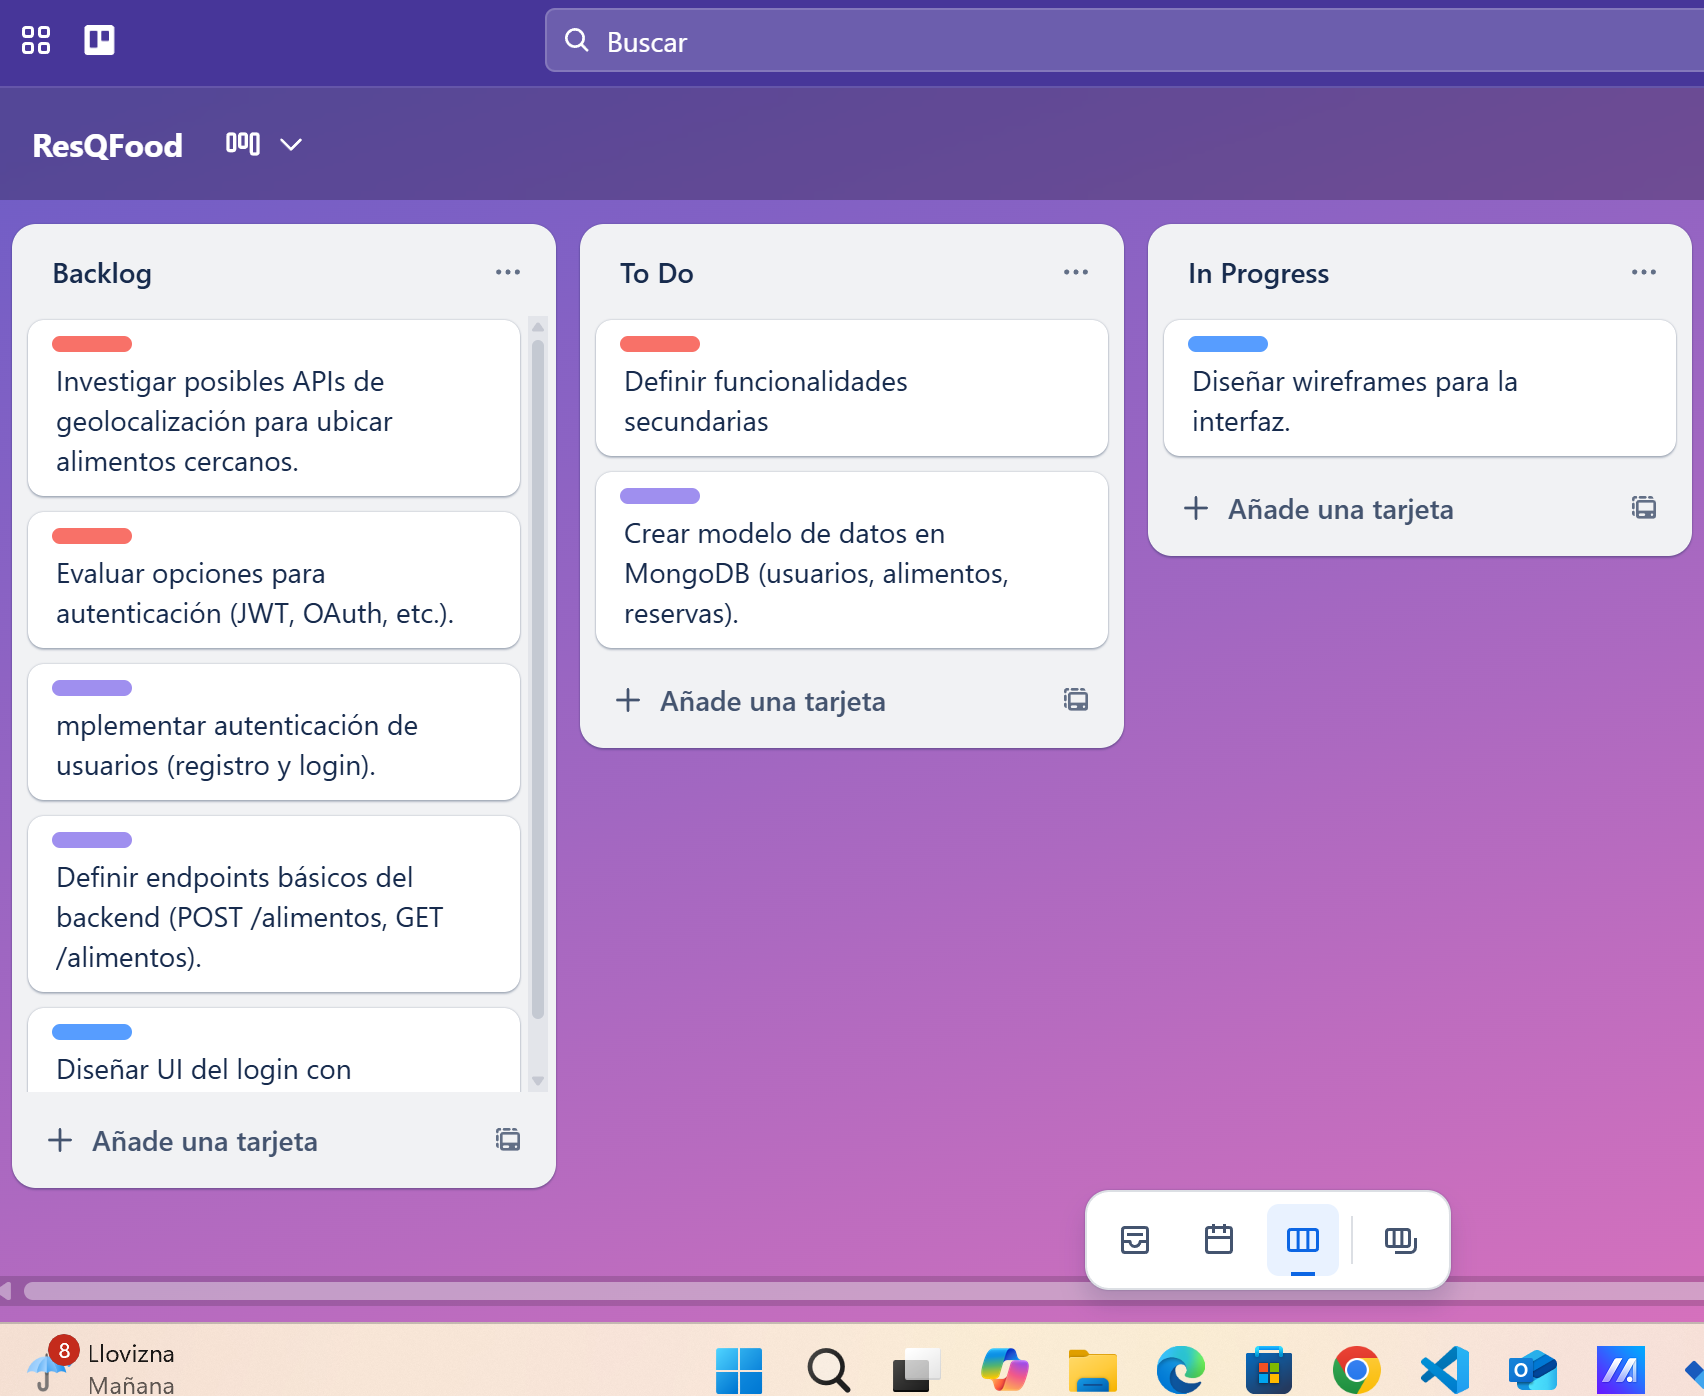 Buscar
ResQFood
Backlog
Investigar posibles APIs de
geolocalización para ubicar
alimentos cercanos.
Evaluar opciones para
autenticación (JWT, OAuth, etc.).
mplementar autenticación de
usuarios (registro y login).
Definir endpoints básicos del
backend (POST /alimentos, GET
/alimentos).
Diseñar UI del login con
Añade una tarjeta
To Do
Definir funcionalidades
secundarias
Crear modelo de datos en
MongoDB (usuarios, alimentos,
reservas).
Añade una tarjeta
In Progress
Diseñar wireframes para la
interfaz.
Añade una tarjeta
8
Llovizna
Mañana